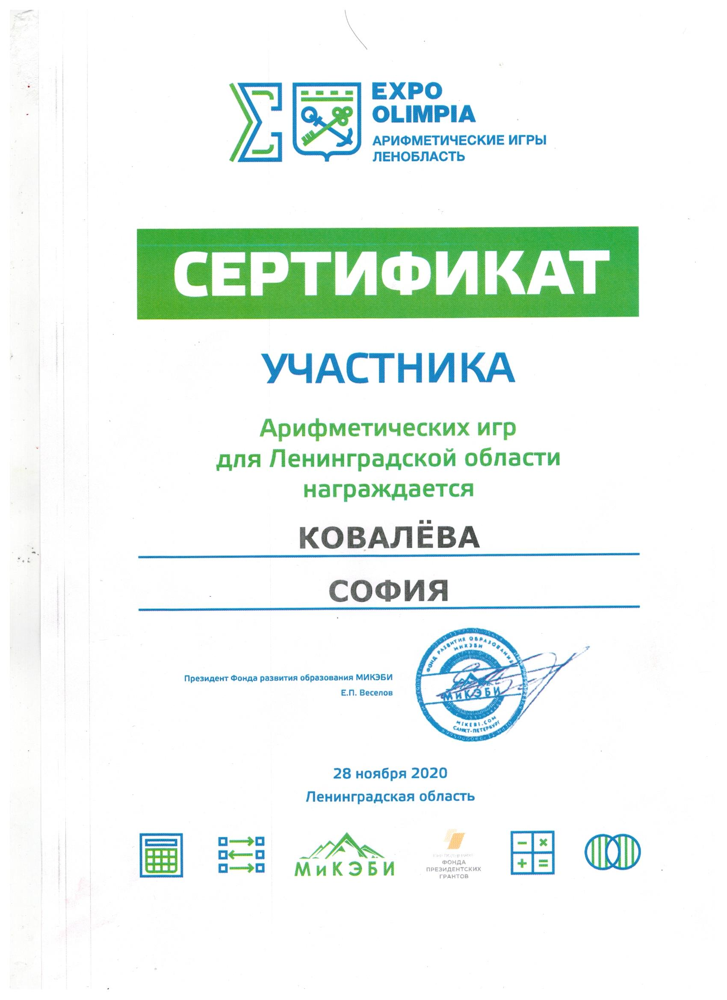 EXPO
OLIMPIA
АРИФМЕТИЧЕСКИЕ ИГРЫ
ЛЕНОБЛАСТЬ
СЕРТИФИКАТ
УЧАСТНИКА
Арифметических игр
для Ленинградской области
награждается
КОВАЛЁВА
СОФИЯ
Президент Фонда развития образования МИКЭБИ
Е.П. Веселов
ФОНД РАЗВИТИЯ ОБРАЗОВАНИЯ
МИКЭБИ
МиКЭБИ
MIKEBI.COM
САНКТ-ПЕТЕРБУРГ
28 ноября 2020
Ленинградская область
МиКЭБИ
ПРИ ПОДДЕРЖКЕ
ФОНДА
ПРЕЗИДЕНТСКИХ
ГРАНТОВ